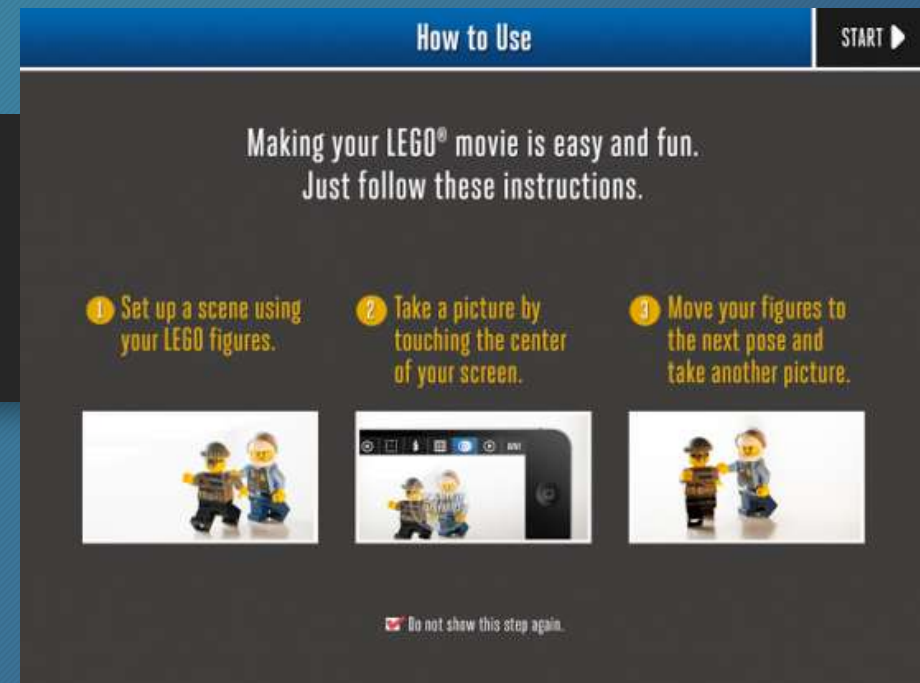 How to Use
START
Making your LEGO® movie is easy and fun.
Just follow these instructions.
1 Set up a scene using
your LEGO figures.
2 Take a picture by
touching the center
of your screen.
3 Move your figures to
the next pose and
take another picture.
Do not show this step again.